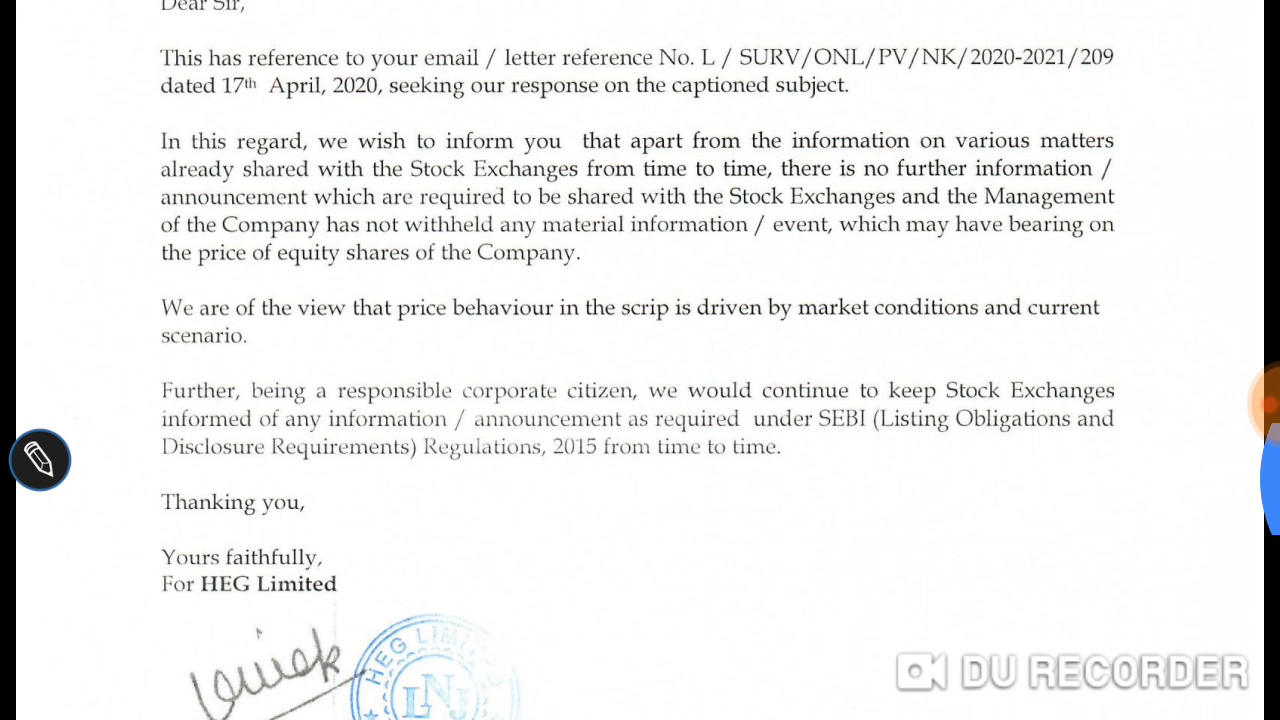 Dear Sir,
This has reference to your email / letter reference No. L / SURV/ONL/PV/NK/2020-2021/209
dated 17th April, 2020, seeking our response on the captioned subject.
In this regard, we wish to inform you that apart from the information on various matters
already shared with the Stock Exchanges from time to time, there is no further information /
announcement which are required to be shared with the Stock Exchanges and the Management
of the Company has not withheld any material information / event, which may have bearing on
the price of equity shares of the Company.
We are of the view that price behaviour in the scrip is driven by market conditions and current
scenario.
Further, being a responsible corporate citizen, we would continue to keep Stock Exchanges
informed of any information / announcement as required under SEBI (Listing Obligations and
Disclosure Requirements) Regulations, 2015 from time to time.
Thanking you,
Yours faithfully,
For HEG Limited
HEG LIMITED
LNJ
DU RECORDER